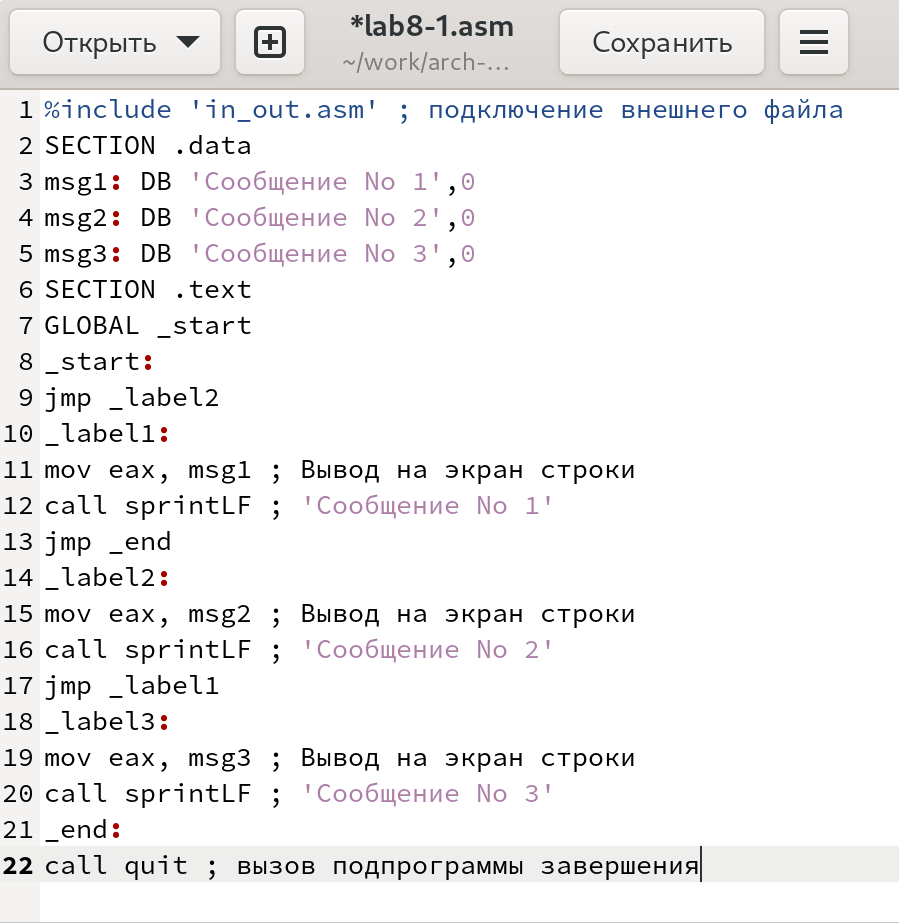 Открыть
*lab8-1.asm
~/work/arch-...
Сохранить
1 %include 'in_out.asm' ; подключение внешнего файла
2 SECTION .data
3 msg1: DB 'Сообщение No 1',0
4 msg2: DB 'Сообщение No 2',0
5 msg3: DB 'Сообщение No 3',0
6 SECTION .text
7 GLOBAL _start
8 _start:
9 jmp _label2
10 _label1:
11 mov eax, msg1 ; Вывод на экран строки
12 call sprintLF ; 'Сообщение No 1'
13 jmp _end
14 _label2:
15 mov eax, msg2 ; Вывод на экран строки
16 call sprintLF ; 'Сообщение No 2'
17 jmp _label1
18 _label3:
19 mov eax, msg3 ; Вывод на экран строки
20 call sprintLF ; 'Сообщение No 3'
21 _end:
22 call quit ; вызов подпрограммы завершения